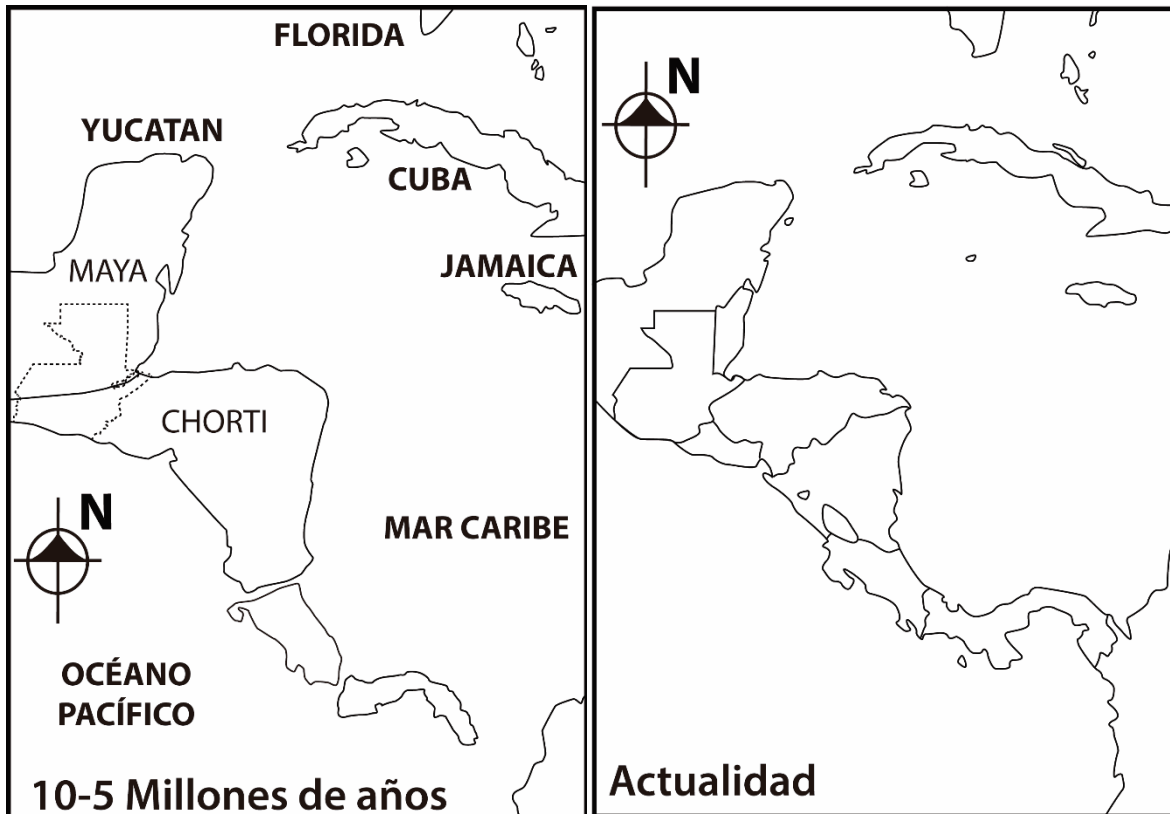 FLORIDA
YUCATAN
CUBA
MAYA
JAMAICA
CHORTI
N
MAR CARIBE
OCÉANO
PACÍFICO
10-5 Millones de años
N
Actualidad